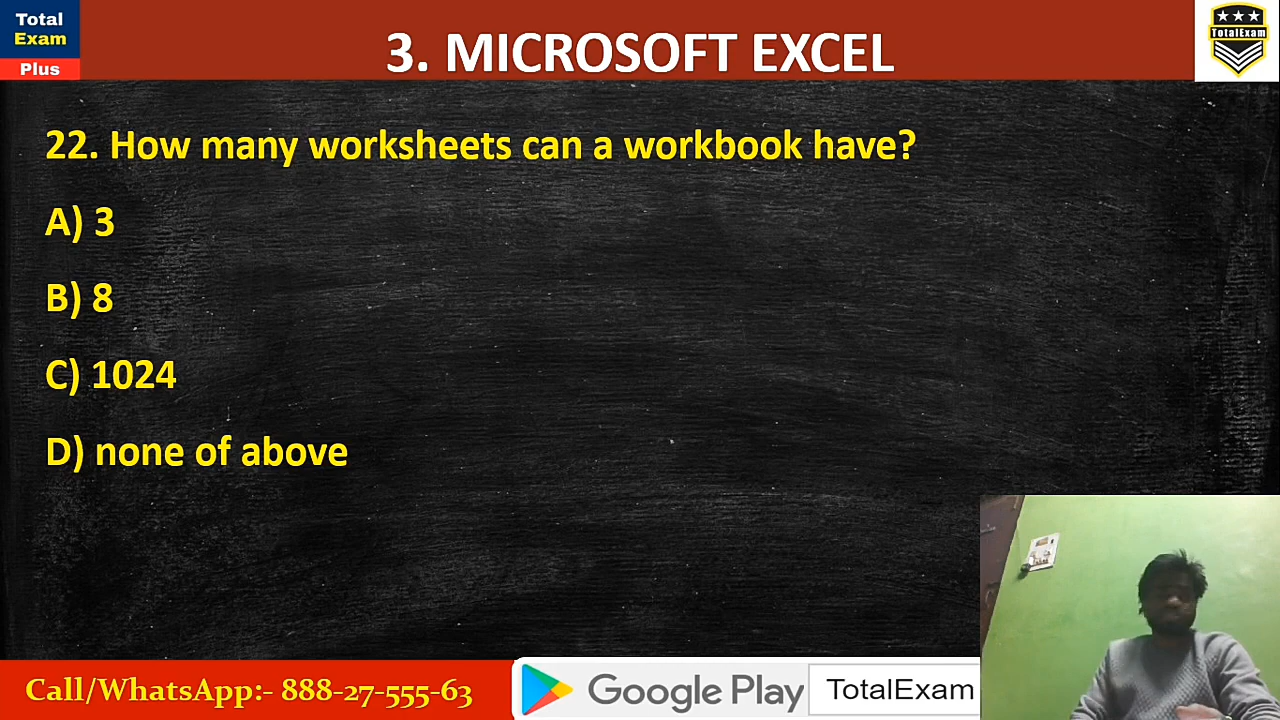 Total
Exam
Plus
3. MICROSOFT EXCEL
TotalExam
22. How many worksheets can a workbook have?
A) 3
B) 8
C) 1024
D) none of above
Call/WhatsApp:- 888-27-555-63
Google Play
TotalExam